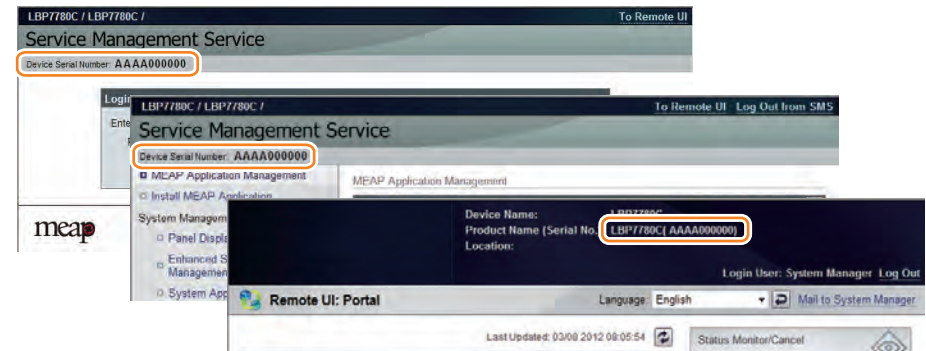 LBP7780C / LBP7780C / To Remote UI
Service Management Service
Device Serial Number: AAAA000000
Login
Ente
LBP7780C / LBP7780C / To Remote UI Log Out from SMS
Service Management Service
Device Serial Number: AAAA000000
MEAP Application Management
MEAP Application Management
Install MEAP Application
System Managem
Panel Displa
Enhanced S
Managemen
System App
meap
Device Name: LBP7780C
Product Name (Serial No. LBP7780C( AAAA000000)
Location:
Login User: System Manager Log Out
Remote UI: Portal Language: English Mail to System Manager
Last Updated: 03/08 2012 08:05:54
Status Monitor/Cancel